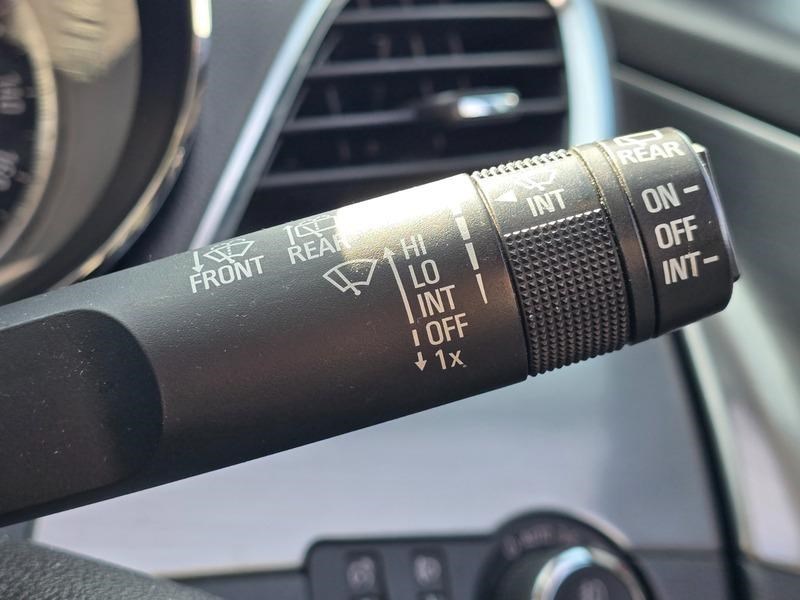 FRONT
REAR
HI
LO
INT
OFF
1x
INT
REAR
ON
OFF
INT